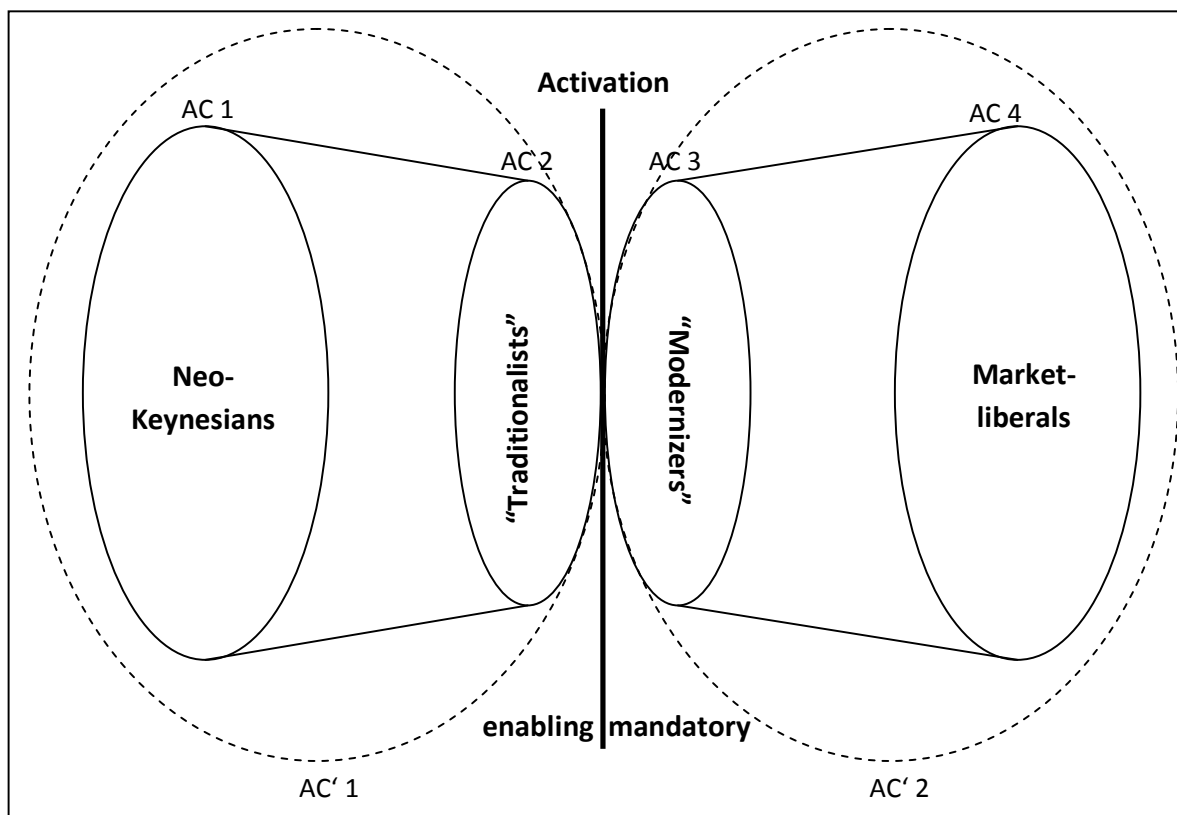 Activation
AC 1
AC 4
AC 2
AC 3
Neo-
Keynesians
“Traditionalists”
“Modernizers”
Market-
liberals
enabling mandatory
AC‘ 1
AC‘ 2